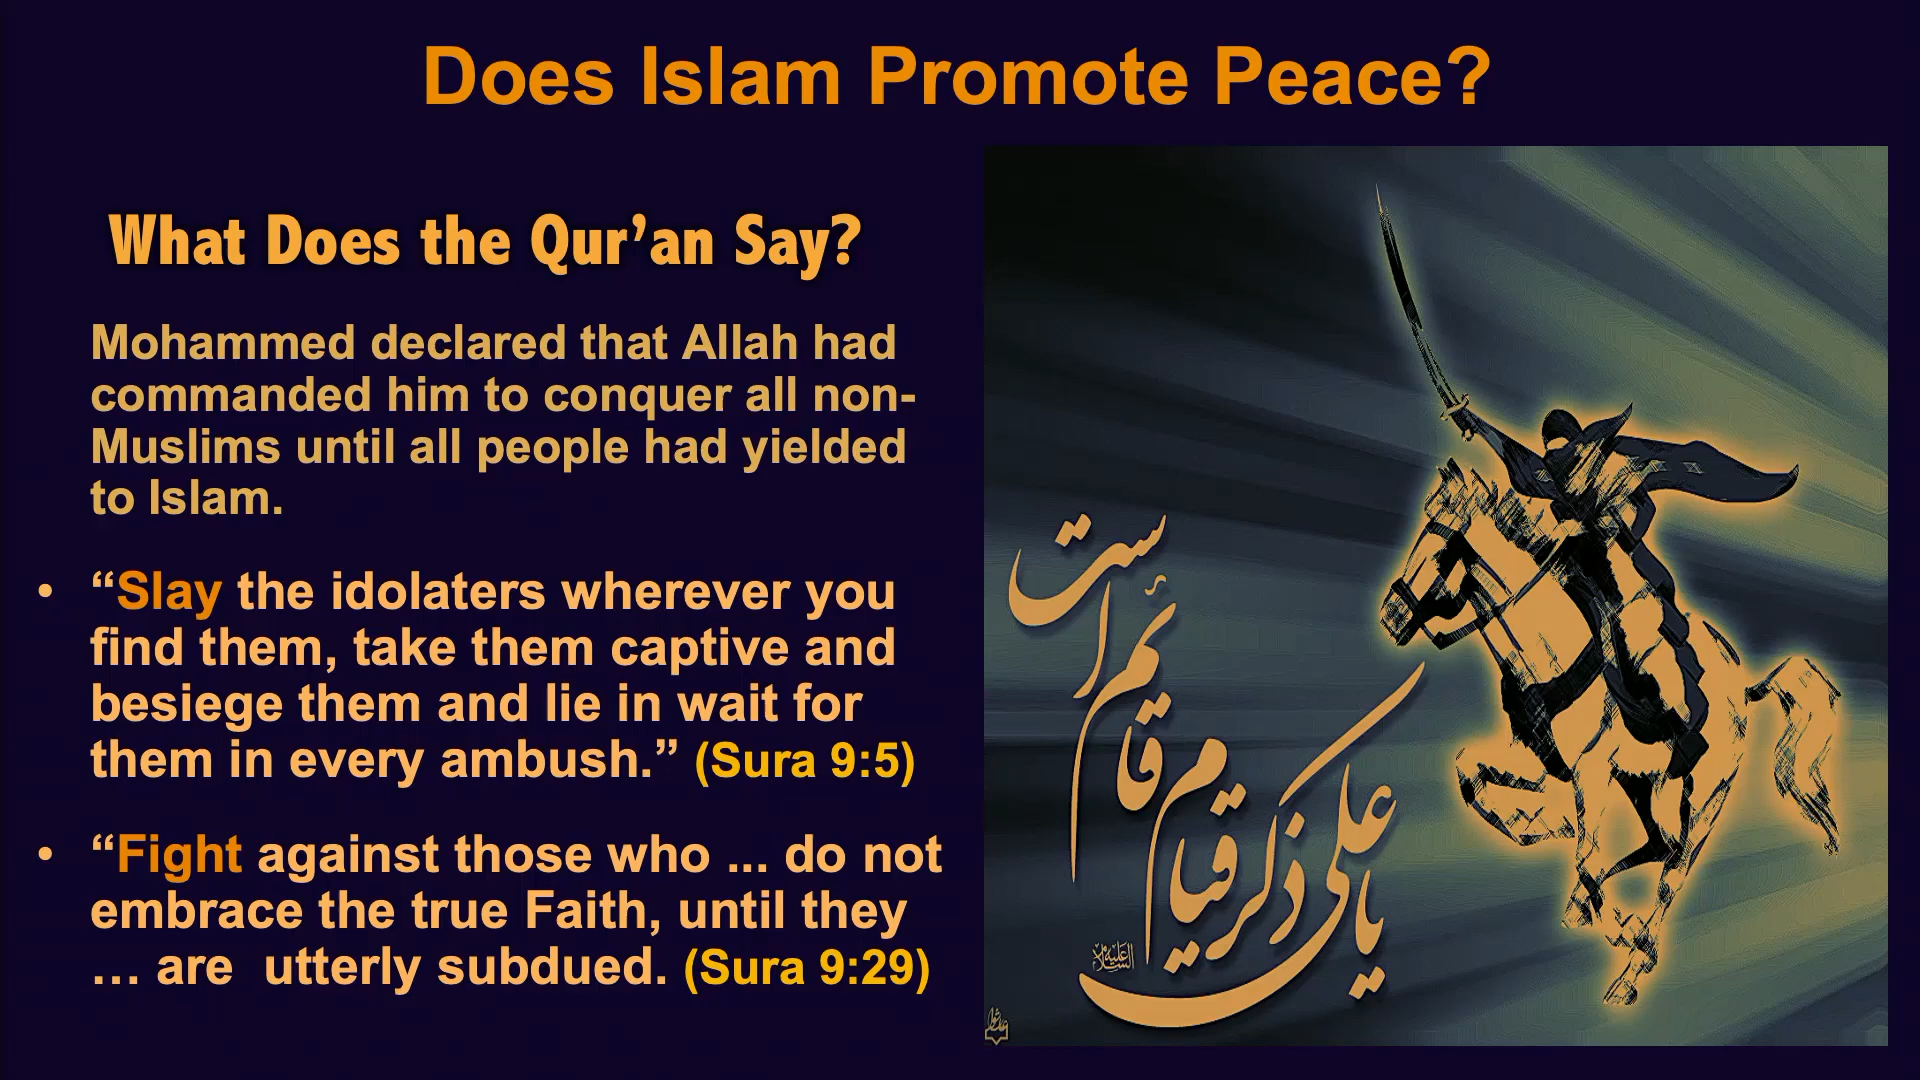 Does Islam Promote Peace?
What Does the Qur’an Say?
Mohammed declared that Allah had
commanded him to conquer all non-
Muslims until all people had yielded
to Islam.
• “Slay the idolaters wherever you
find them, take them captive and
besiege them and lie in wait for
them in every ambush.” (Sura 9:5)
• “Fight against those who ... do not
embrace the true Faith, until they
… are  utterly subdued. (Sura 9:29)
یا علی ذکر قیام قائم است
علیه السلام